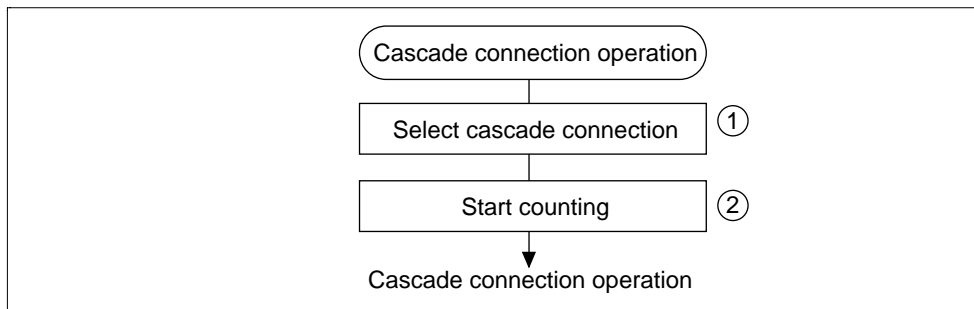 Cascade connection operation
Select cascade connection
①
Start counting
②
Cascade connection operation